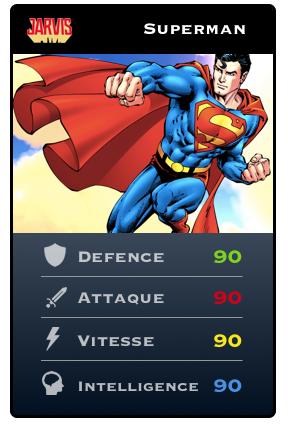 JARVIS
Superman
Defence 90
Attaque 90
Vitesse 90
Intelligence 90